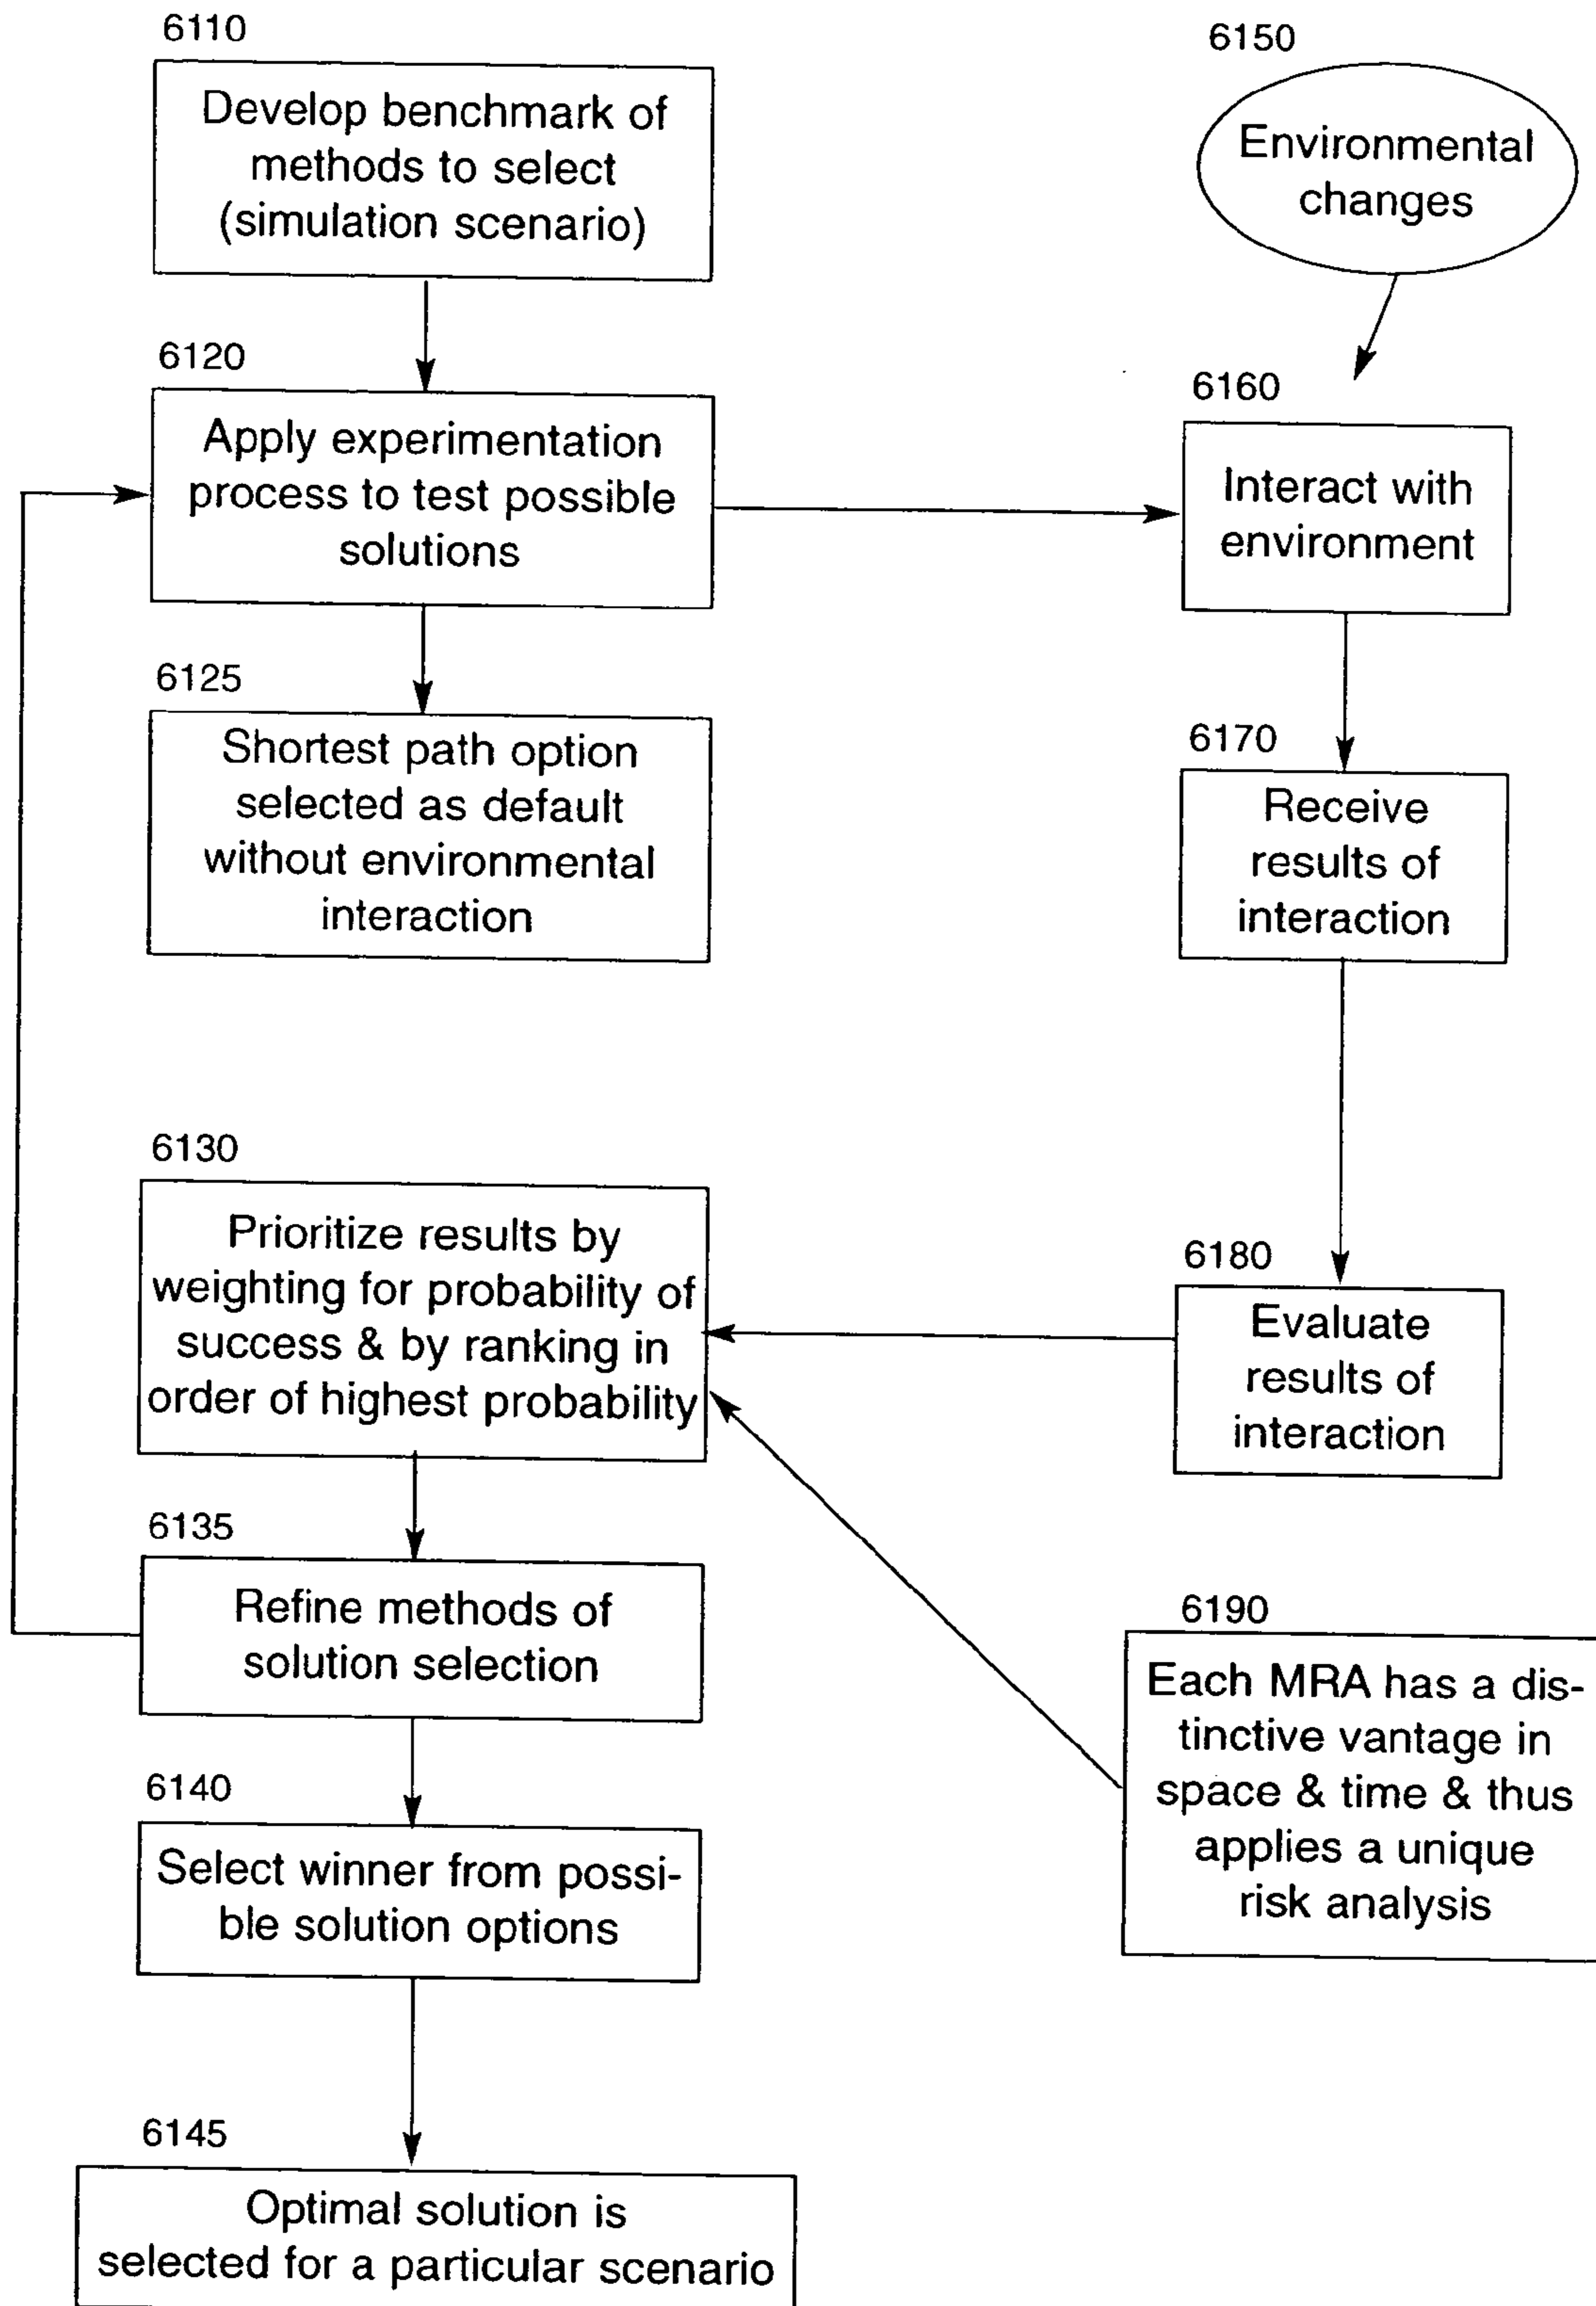 6110
Develop benchmark of
methods to select
(simulation scenario)
6150
Environmental
changes
6120
Apply experimentation
process to test possible
solutions
6160
Interact with
environment
6125
Shortest path option
selected as default
without environmental
interaction
6170
Receive
results of
interaction
6130
Prioritize results by
weighting for probability of
success & by ranking in
order of highest probability
6180
Evaluate
results of
interaction
6135
Refine methods of
solution selection
6190
Each MRA has a dis-
tinctive vantage in
space & time & thus
applies a unique
risk analysis
6140
Select winner from possi-
ble solution options
6145
Optimal solution is
selected for a particular scenario